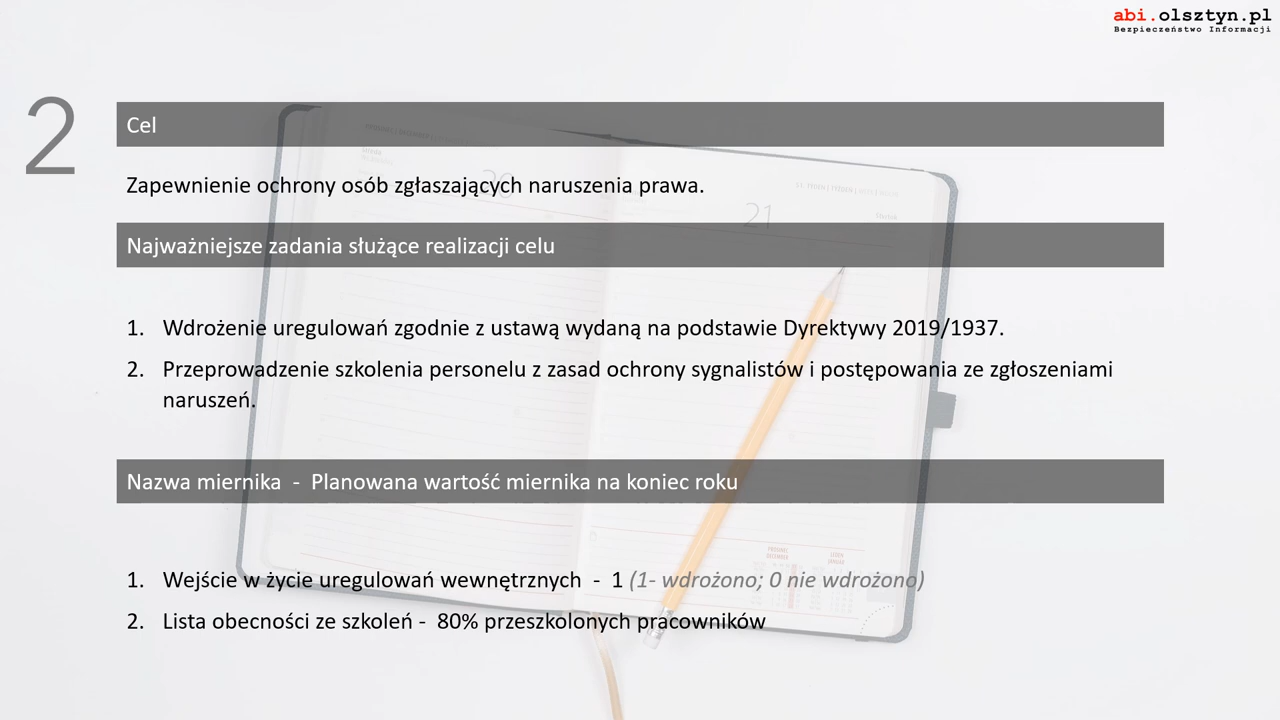 abi.olsztyn.pl
Bezpieczeństwo Informacji
2
Cel
Zapewnienie ochrony osób zgłaszających naruszenia prawa.
20
21
Najważniejsze zadania służące realizacji celu
1. Wdrożenie uregulowań zgodnie z ustawą wydaną na podstawie Dyrektywy 2019/1937.
2. Przeprowadzenie szkolenia personelu z zasad ochrony sygnalistów i postępowania ze zgłoszeniami
naruszeń.
Nazwa miernika - Planowana wartość miernika na koniec roku
1. Wejście w życie uregulowań wewnętrznych - 1 (1- wdrożono; 0 nie wdrożono)
2. Lista obecności ze szkoleń - 80% przeszkolonych pracowników